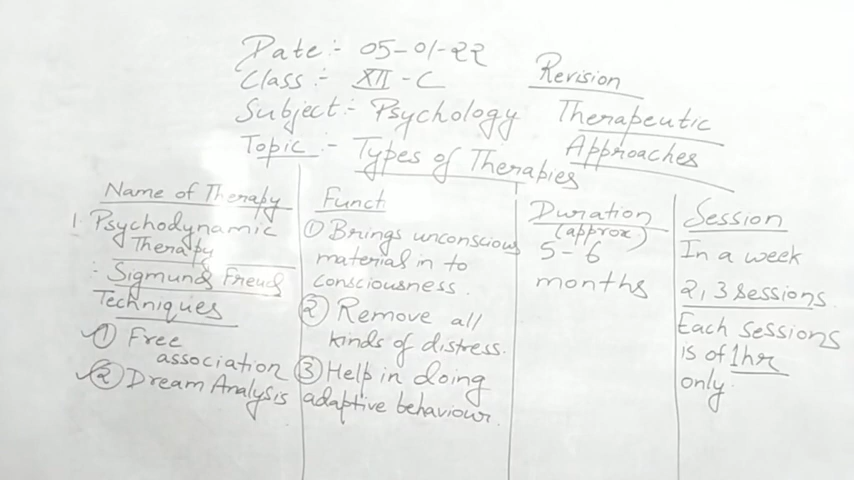 Date :- 05-01-22
Class :- XII - C
Subject :- Psychology
Topic :- Types of Therapies
Revision
Therapeutic
Approaches
Name of Therapy
1. Psychodynamic
Therapy
: Sigmund Freud
Techniques
① Free
association
② Dream Analysis
Funct
① Brings unconscious
material in to
consciousness.
② Remove all
kinds of distress.
③ Help in doing
adaptive behaviour.
Duration
(approx.)
5-6
months
Session
In a week
2, 3 sessions.
Each sessions
is of 1hr
only.